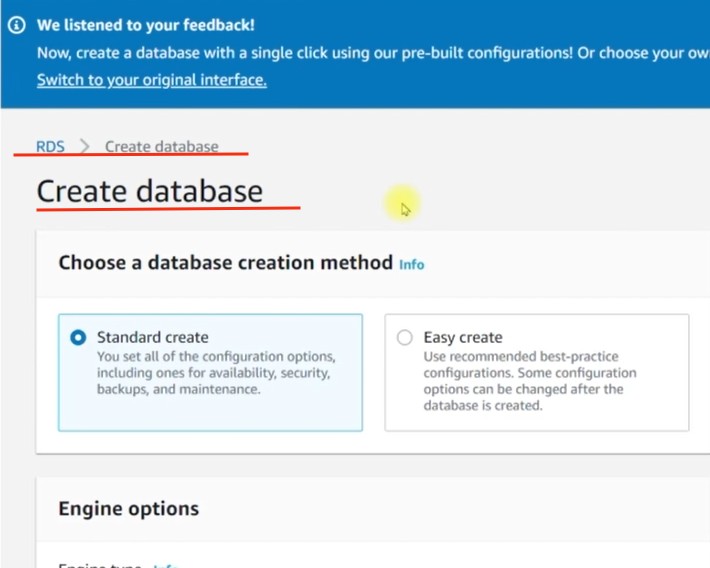 We listened to your feedback!
Now, create a database with a single click using our pre-built configurations! Or choose your ow
Switch to your original interface.
RDS > Create database
Create database
Choose a database creation method Info
Standard create
You set all of the configuration options,
including ones for availability, security,
backups, and maintenance.
Easy create
Use recommended best-practice
configurations. Some configuration
options can be changed after the
database is created.
Engine options
Engine type Info